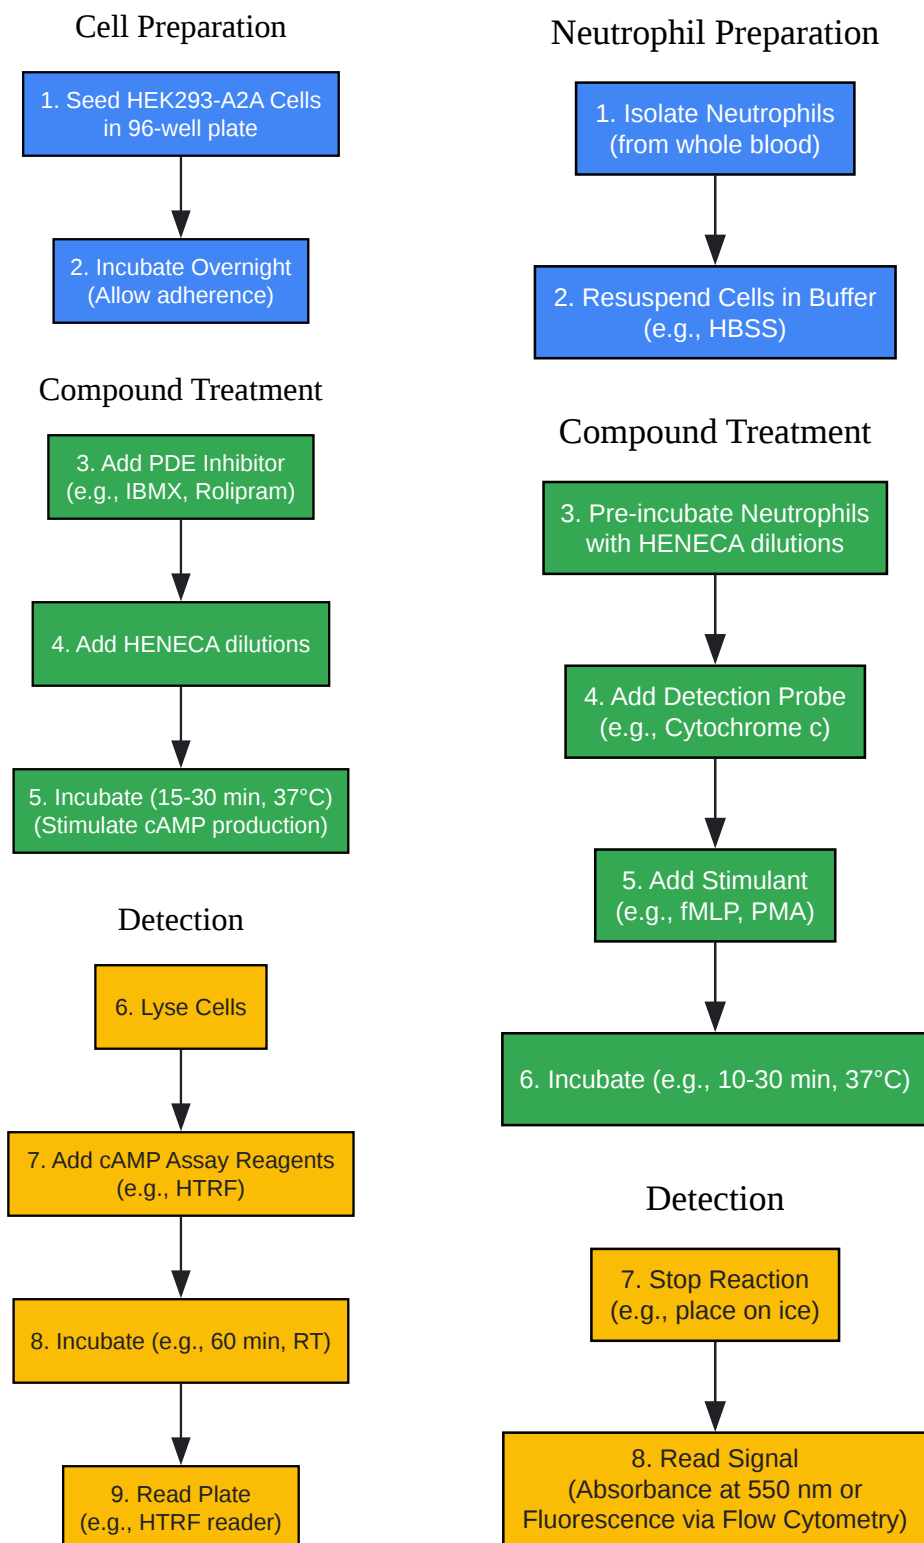 Cell Preparation
1. Seed HEK293-A2A Cells
in 96-well plate
2. Incubate Overnight
(Allow adherence)
Compound Treatment
3. Add PDE Inhibitor
(e.g., IBMX, Rolipram)
4. Add HENECA dilutions
5. Incubate (15-30 min, 37°C)
(Stimulate cAMP production)
Detection
6. Lyse Cells
7. Add cAMP Assay Reagents
(e.g., HTRF)
8. Incubate (e.g., 60 min, RT)
9. Read Plate
(e.g., HTRF reader)
Neutrophil Preparation
1. Isolate Neutrophils
(from whole blood)
2. Resuspend Cells in Buffer
(e.g., HBSS)
Compound Treatment
3. Pre-incubate Neutrophils
with HENECA dilutions
4. Add Detection Probe
(e.g., Cytochrome c)
5. Add Stimulant
(e.g., fMLP, PMA)
6. Incubate (e.g., 10-30 min, 37°C)
Detection
7. Stop Reaction
(e.g., place on ice)
8. Read Signal
(Absorbance at 550 nm or
Fluorescence via Flow Cytometry)